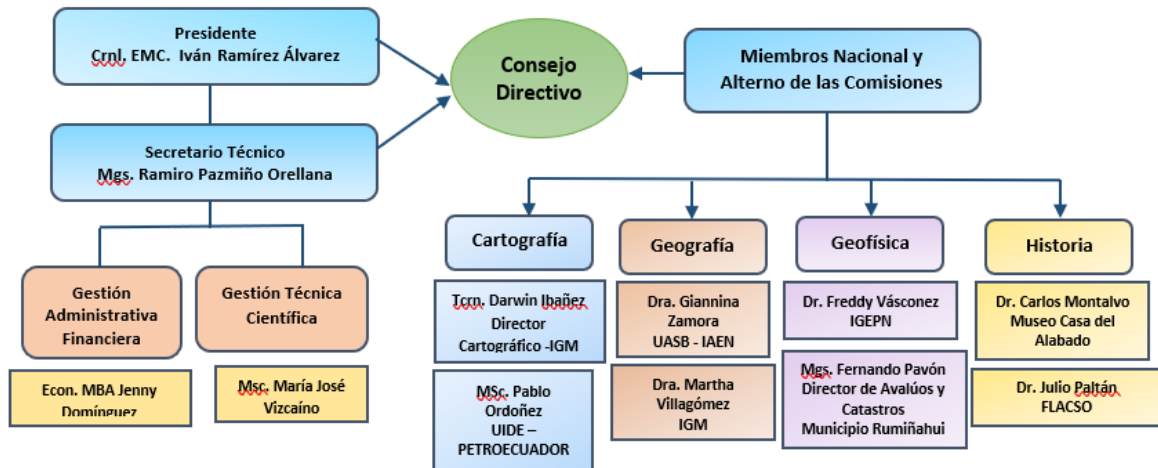 Presidente
Crnl. EMC. Iván Ramírez Álvarez
Consejo
Directivo
Miembros Nacional y
Alterno de las Comisiones
Secretario Técnico
Mgs. Ramiro Pazmiño Orellana
Gestión
Administrativa
Financiera
Gestión Técnica
Científica
Econ. MBA Jenny
Domínguez
Msc. María José
Vizcaíno
Cartografía
Geografía
Geofísica
Historia
Tcrn. Darwin Ibañez
Director
Cartográfico -IGM
MSc. Pablo
Ordoñez
UIDE –
PETROECUADOR
Dra. Giannina
Zamora
UASB - IAEN
Dra. Martha
Villagómez
IGM
Dr. Freddy Vásconez
IGEPN
Mgs. Fernando Pavón
Director de Avalúos y
Catastros
Municipio Rumiñahui
Dr. Carlos Montalvo
Museo Casa del
Alabado
Dr. Julio Paltán
FLACSO